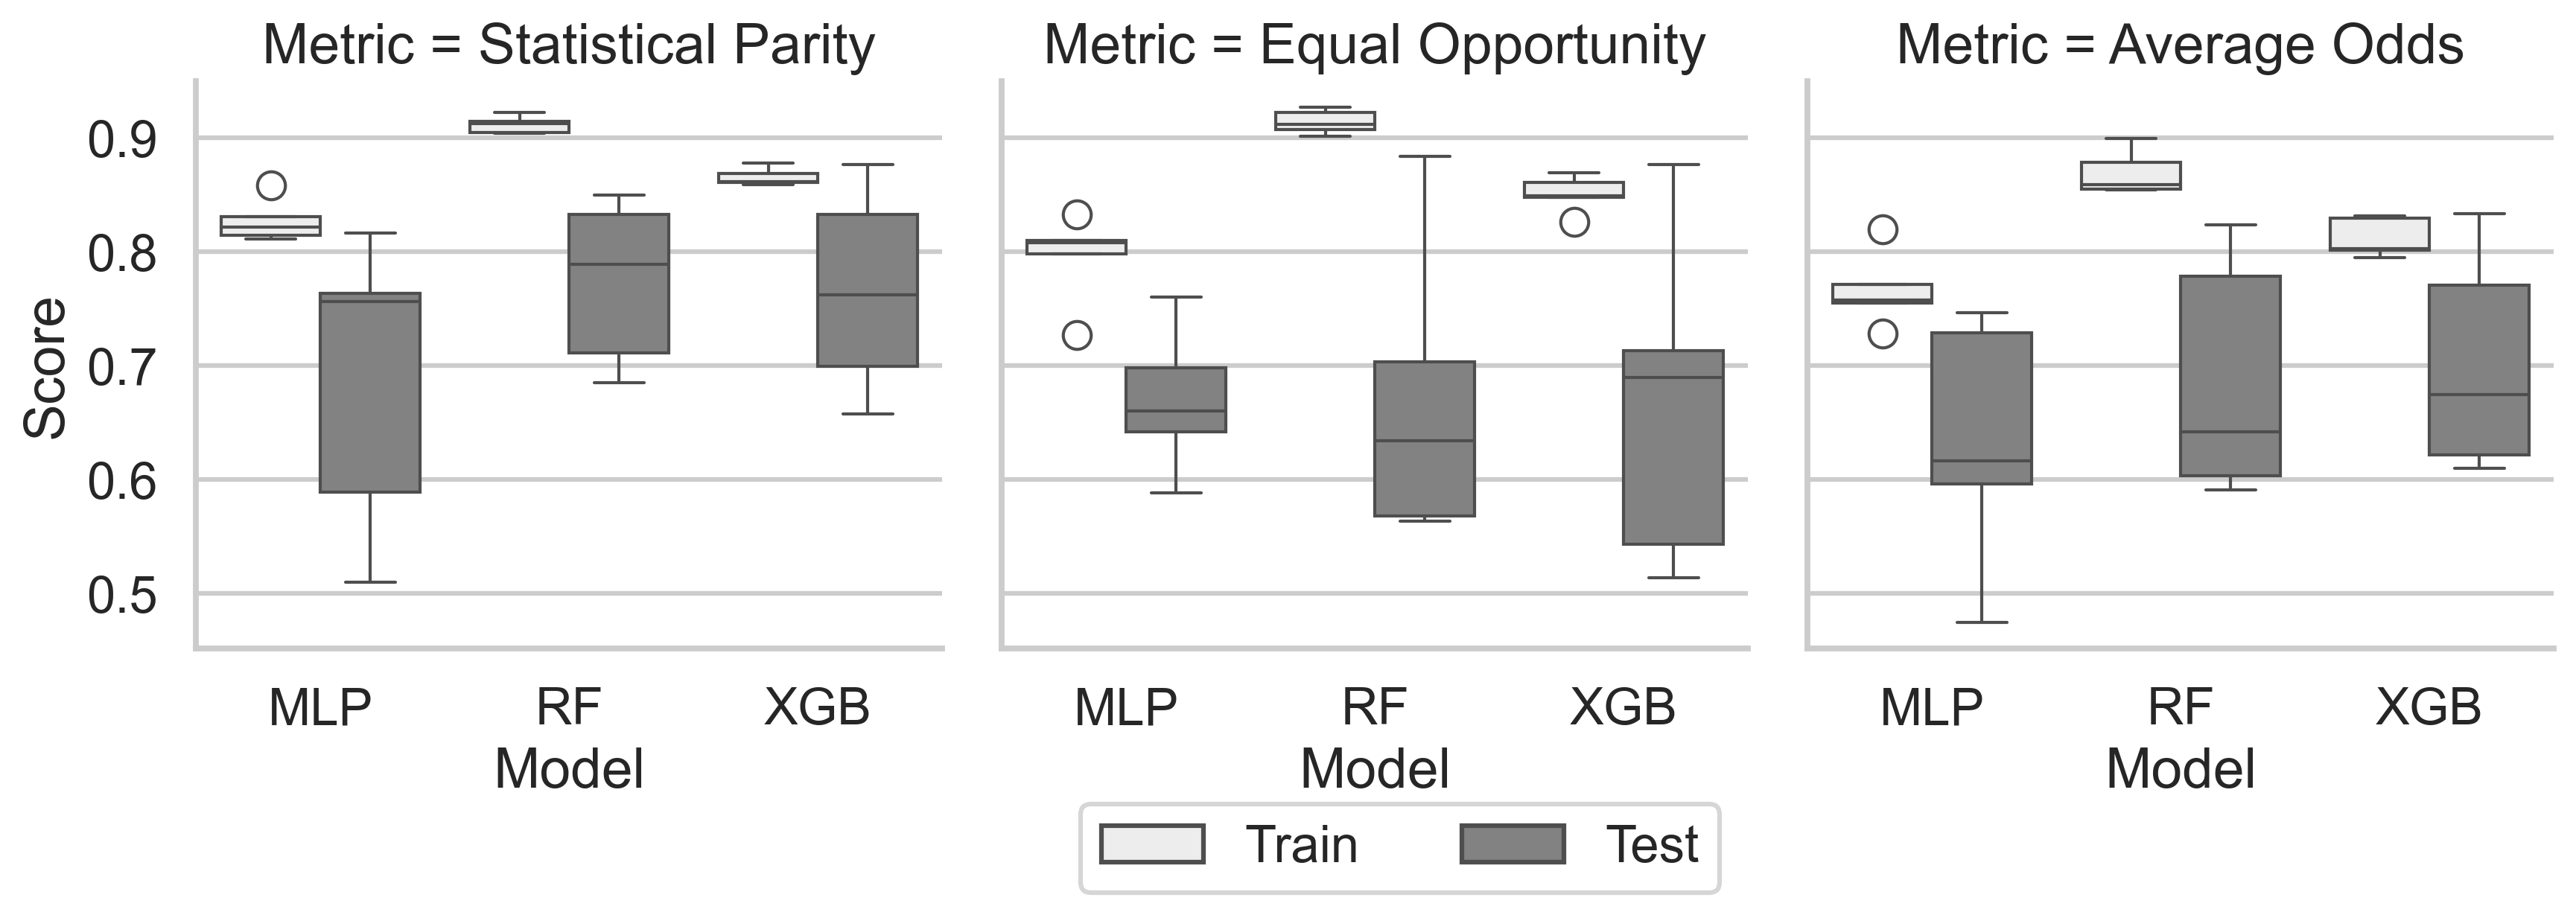 Metric = Statistical Parity
Metric = Equal Opportunity
Metric = Average Odds
Score
0.9
0.8
0.7
0.6
0.5
MLP RF XGB
MLP RF XGB
MLP RF XGB
Model
Model
Model
Train Test